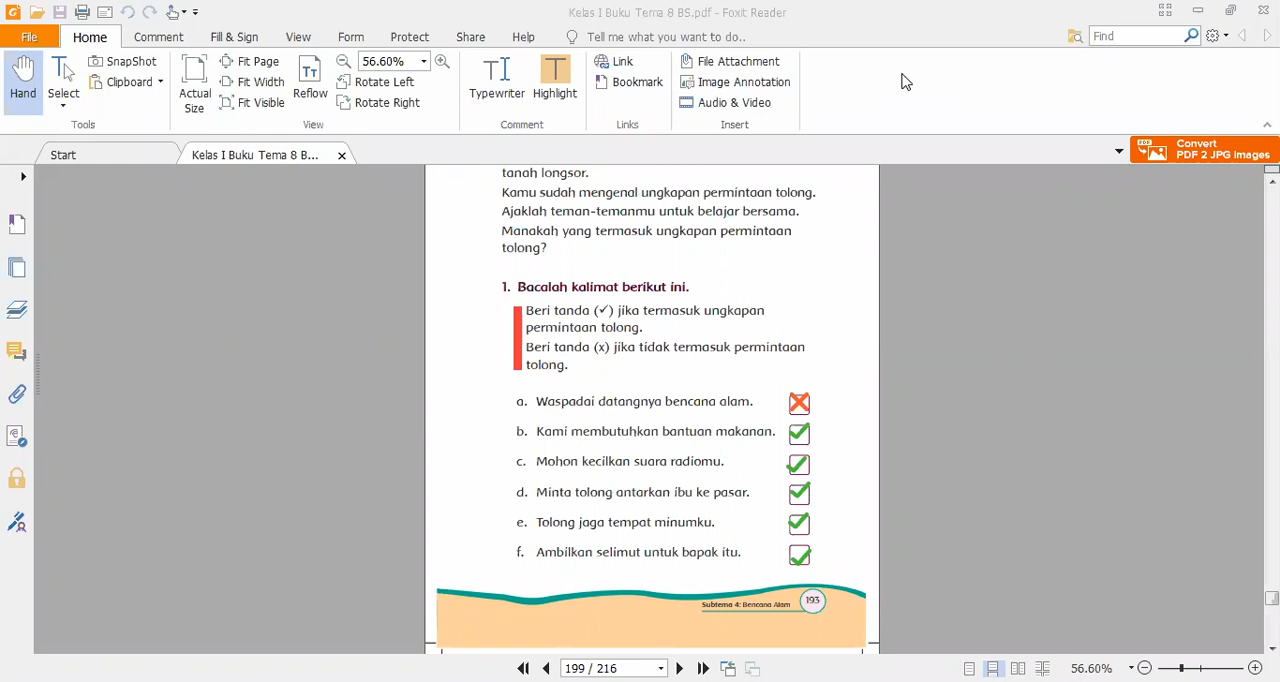 Kelas I Buku Tema 8 BS.pdf - Foxit Reader
File Home Comment Fill & Sign View Form Protect Share Help Tell me what you want to do.. Find
Hand
Select
SnapShot
Clipboard
Tools
Actual Size
Fit Page
Fit Width
Fit Visible
Reflow
56.60%
Rotate Left
Rotate Right
View
Typewriter
Highlight
Comment
Link
Bookmark
Links
File Attachment
Image Annotation
Audio & Video
Insert
Start
Kelas I Buku Tema 8 B...
Convert
PDF 2 JPG Images
tanah longsor.
Kamu sudah mengenal ungkapan permintaan tolong.
Ajaklah teman-temanmu untuk belajar bersama.
Manakah yang termasuk ungkapan permintaan
tolong?
1. Bacalah kalimat berikut ini.
Beri tanda (✓) jika termasuk ungkapan
permintaan tolong.
Beri tanda (x) jika tidak termasuk permintaan
tolong.
a. Waspadai datangnya bencana alam.
b. Kami membutuhkan bantuan makanan.
c. Mohon kecilkan suara radiomu.
d. Minta tolong antarkan ibu ke pasar.
e. Tolong jaga tempat minumku.
f. Ambilkan selimut untuk bapak itu.
Subtema 4: Bencana Alam 193
199 / 216
56.60%